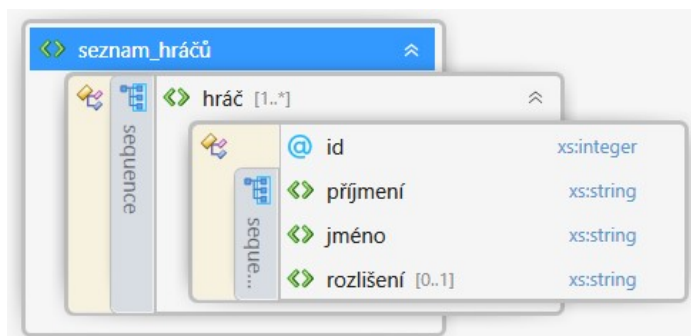 seznam_hráčů
hráč [1..*]
sequence
id xs:integer
příjmení xs:string
jméno xs:string
rozlišení [0..1] xs:string
seque...